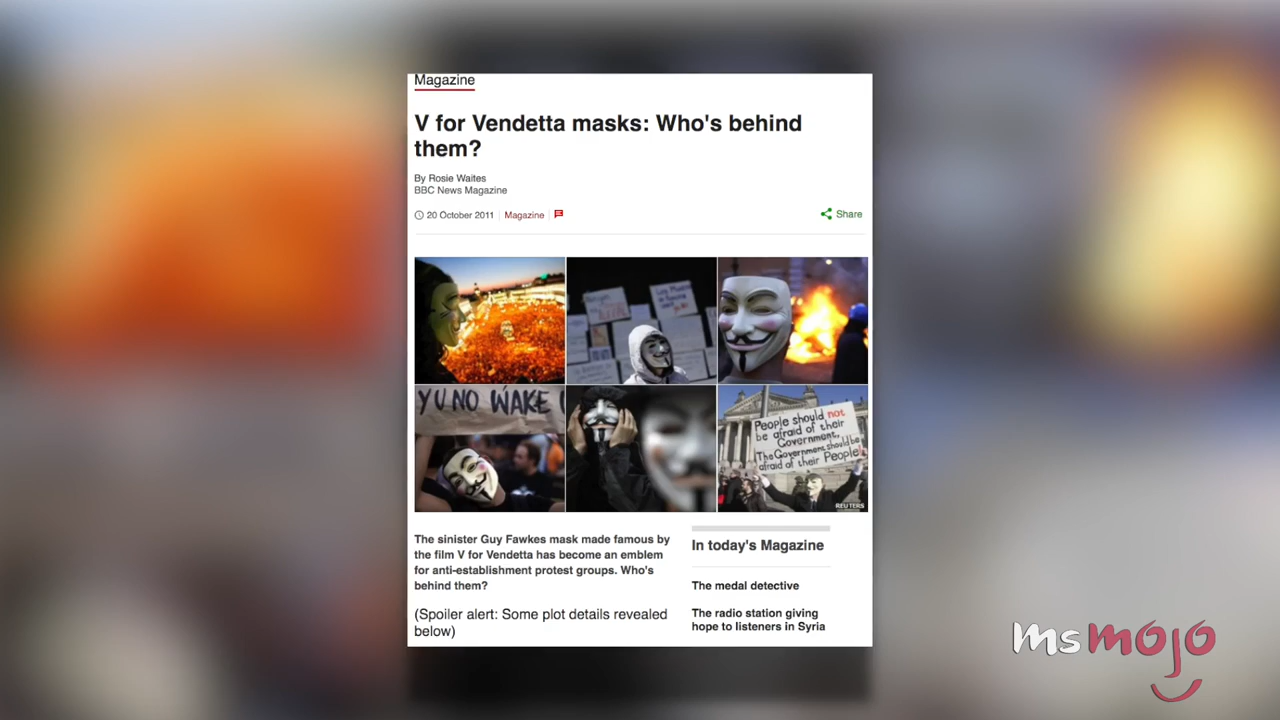 Magazine
V for Vendetta masks: Who's behind
them?
By Rosie Waites
BBC News Magazine
20 October 2011
Magazine
Share
YU NO WAKE
People should not
be afraid of their
Government,
The Government should be
afraid of their People
REUTERS
The sinister Guy Fawkes mask made famous by
the film V for Vendetta has become an emblem
for anti-establishment protest groups. Who's
behind them?
(Spoiler alert: Some plot details revealed
below)
In today's Magazine
The medal detective
The radio station giving
hope to listeners in Syria
msmojo